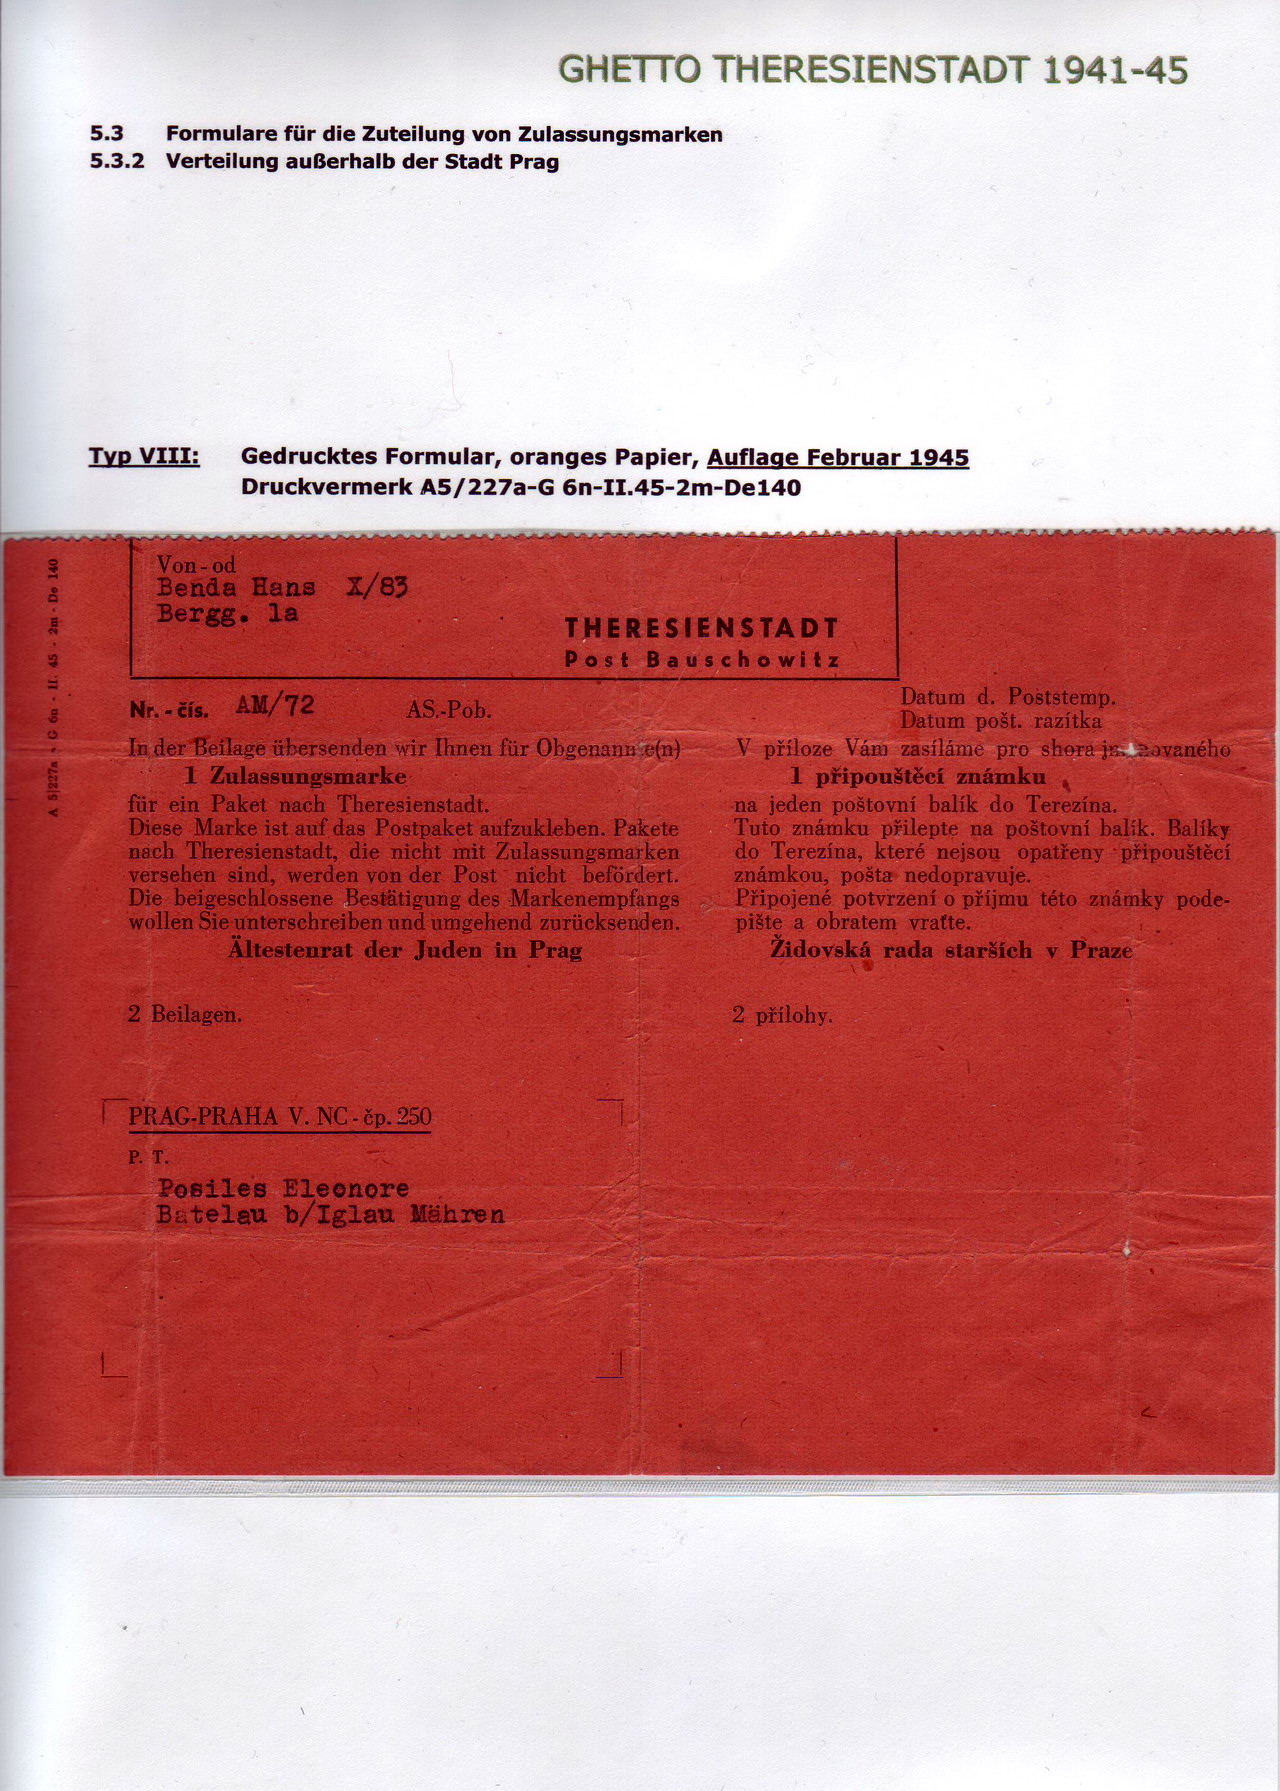 GHETTO THERESIENSTADT 1941-45
5.3 Formulare für die Zuteilung von Zulassungsmarken
5.3.2 Verteilung außerhalb der Stadt Prag
Typ VIII: Gedrucktes Formular, oranges Papier, Auflage Februar 1945
Druckvermerk A5/227a-G 6n-II.45-2m-De140
A 5|227a - G 6n - II. 45 - 2m - De 140
Von - od
Benda Hans X/83
Bergg. 1a
THERESIENSTADT
Post Bauschowitz
Nr. - čís. AM/72 AS.-Pob.
Datum d. Poststemp.
Datum pošt. razítka
In der Beilage übersenden wir Ihnen für Obgenannte(n)
1 Zulassungsmarke
für ein Paket nach Theresienstadt.
Diese Marke ist auf das Postpaket aufzukleben. Pakete
nach Theresienstadt, die nicht mit Zulassungsmarken
versehen sind, werden von der Post nicht befördert.
Die beigeschlossene Bestätigung des Markenempfangs
wollen Sie unterschreiben und umgehend zurücksenden.
Ältestenrat der Juden in Prag
2 Beilagen.
V příloze Vám zasíláme pro shora
1 připouštěcí známku
na jeden poštovní balík do Terezína.
Tuto známku přilepte na poštovní balík. Balíky
do Terezína, které nejsou opatřeny připouštěcí
známkou, pošta nedopravuje.
Připojené potvrzení o příjmu této známky pode-
pište a obratem vraťte.
Židovská rada starších v Praze
2 přílohy.
PRAG-PRAHA V. NC - čp. 250
P. T.
Posiles Eleonore
Batelau b/Iglau Mähren